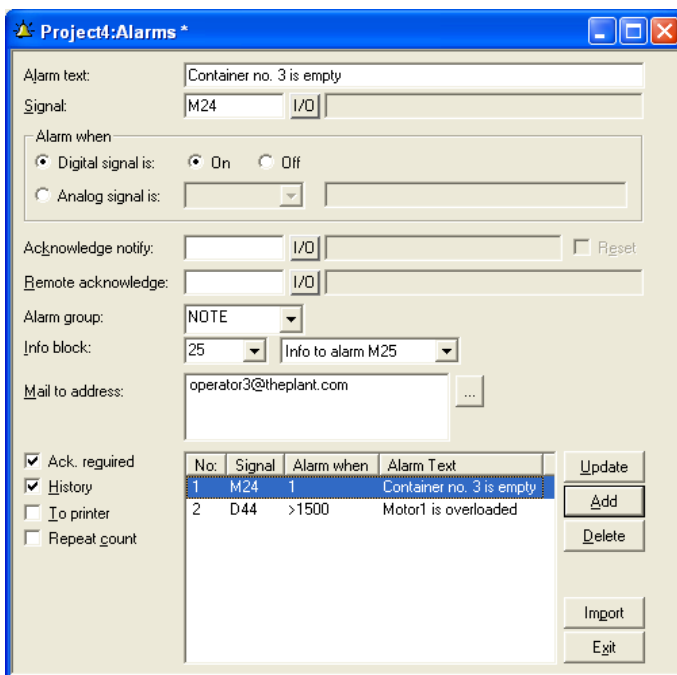 Project4:Alarms *
Alarm text: Container no. 3 is empty
Signal: M24 I/O
Alarm when
Digital signal is: On Off
Analog signal is:
Acknowledge notify: I/O Reset
Remote acknowledge: I/O
Alarm group: NOTE
Info block: 25 Info to alarm M25
Mail to address: operator3@theplant.com ...
Ack. required
History
To printer
Repeat count
No: Signal Alarm when Alarm Text
1 M24 1 Container no. 3 is empty
2 D44 >1500 Motor1 is overloaded
Update
Add
Delete
Import
Exit